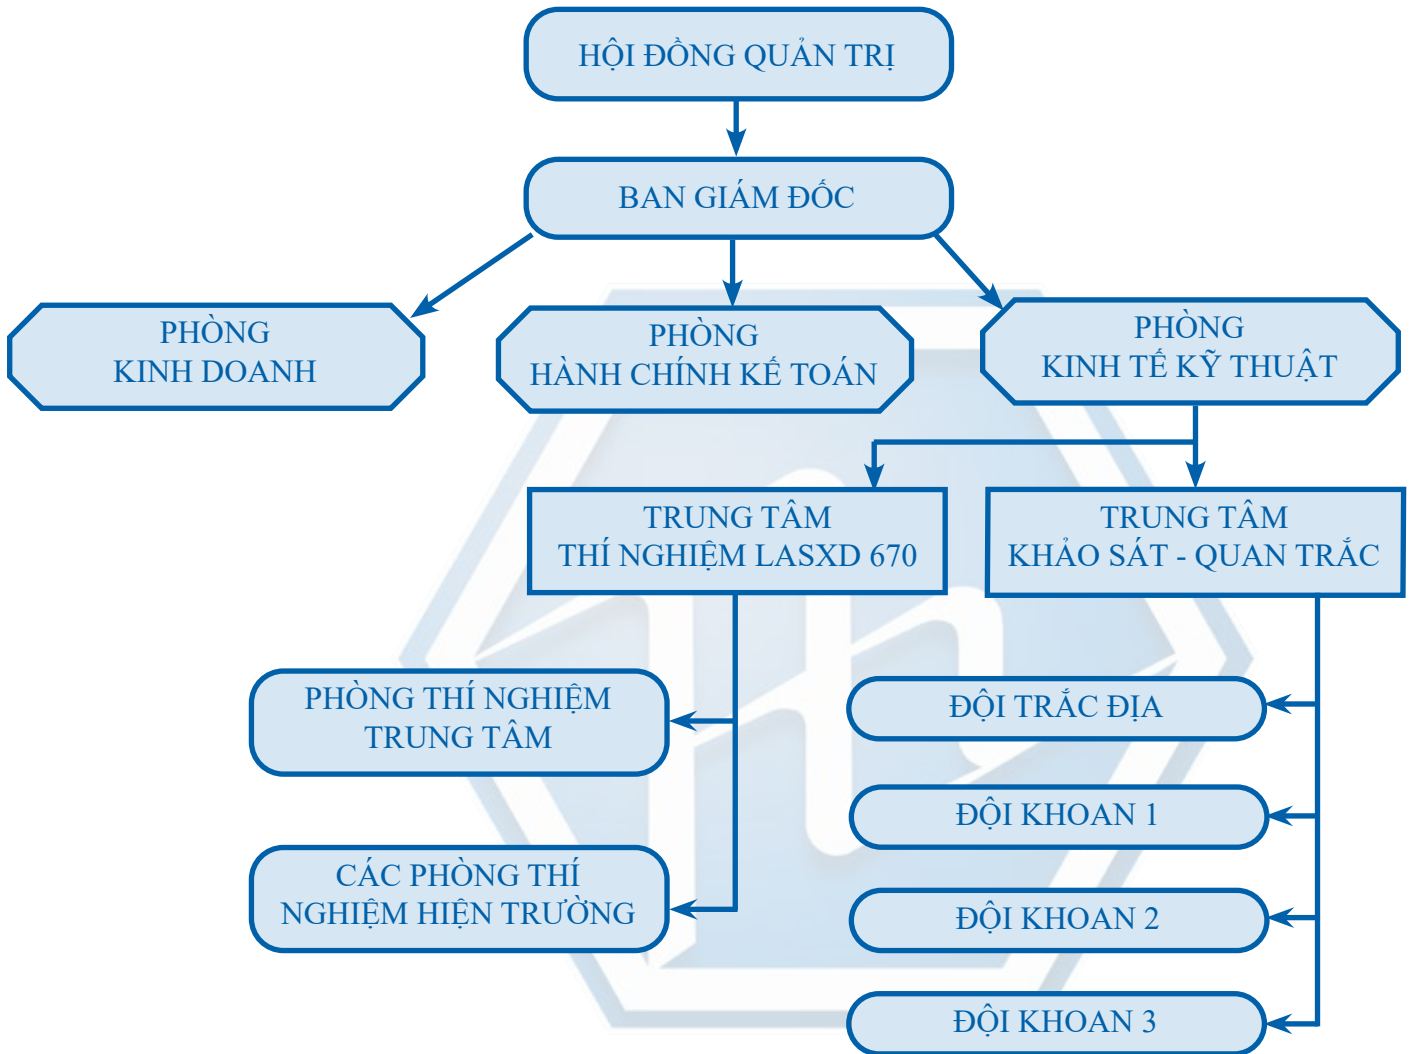 HỘI ĐỒNG QUẢN TRỊ
BAN GIÁM ĐỐC
PHÒNG
KINH DOANH
PHÒNG
HÀNH CHÍNH KẾ TOÁN
PHÒNG
KINH TẾ KỸ THUẬT
TRUNG TÂM
THÍ NGHIỆM LASXD 670
TRUNG TÂM
KHẢO SÁT - QUAN TRẮC
PHÒNG THÍ NGHIỆM
TRUNG TÂM
CÁC PHÒNG THÍ
NGHIỆM HIỆN TRƯỜNG
ĐỘI TRẮC ĐỊA
ĐỘI KHOAN 1
ĐỘI KHOAN 2
ĐỘI KHOAN 3